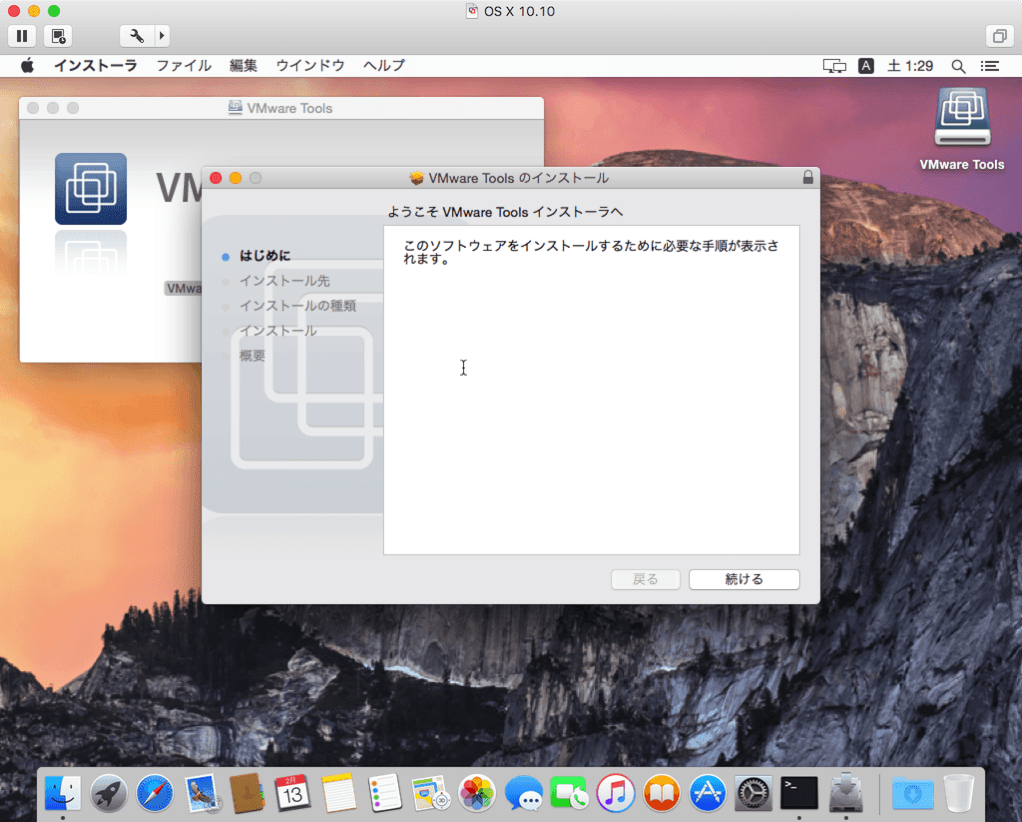 OS X 10.10
インストーラ ファイル 編集 ウインドウ ヘルプ
A 土 1:29
VMware Tools
VMware Tools
VMware Tools のインストール
ようこそ VMware Tools インストーラへ
はじめに
インストール先
インストールの種類
インストール
概要
このソフトウェアをインストールするために必要な手順が表示さ
れます。
戻る
続ける
2月
13